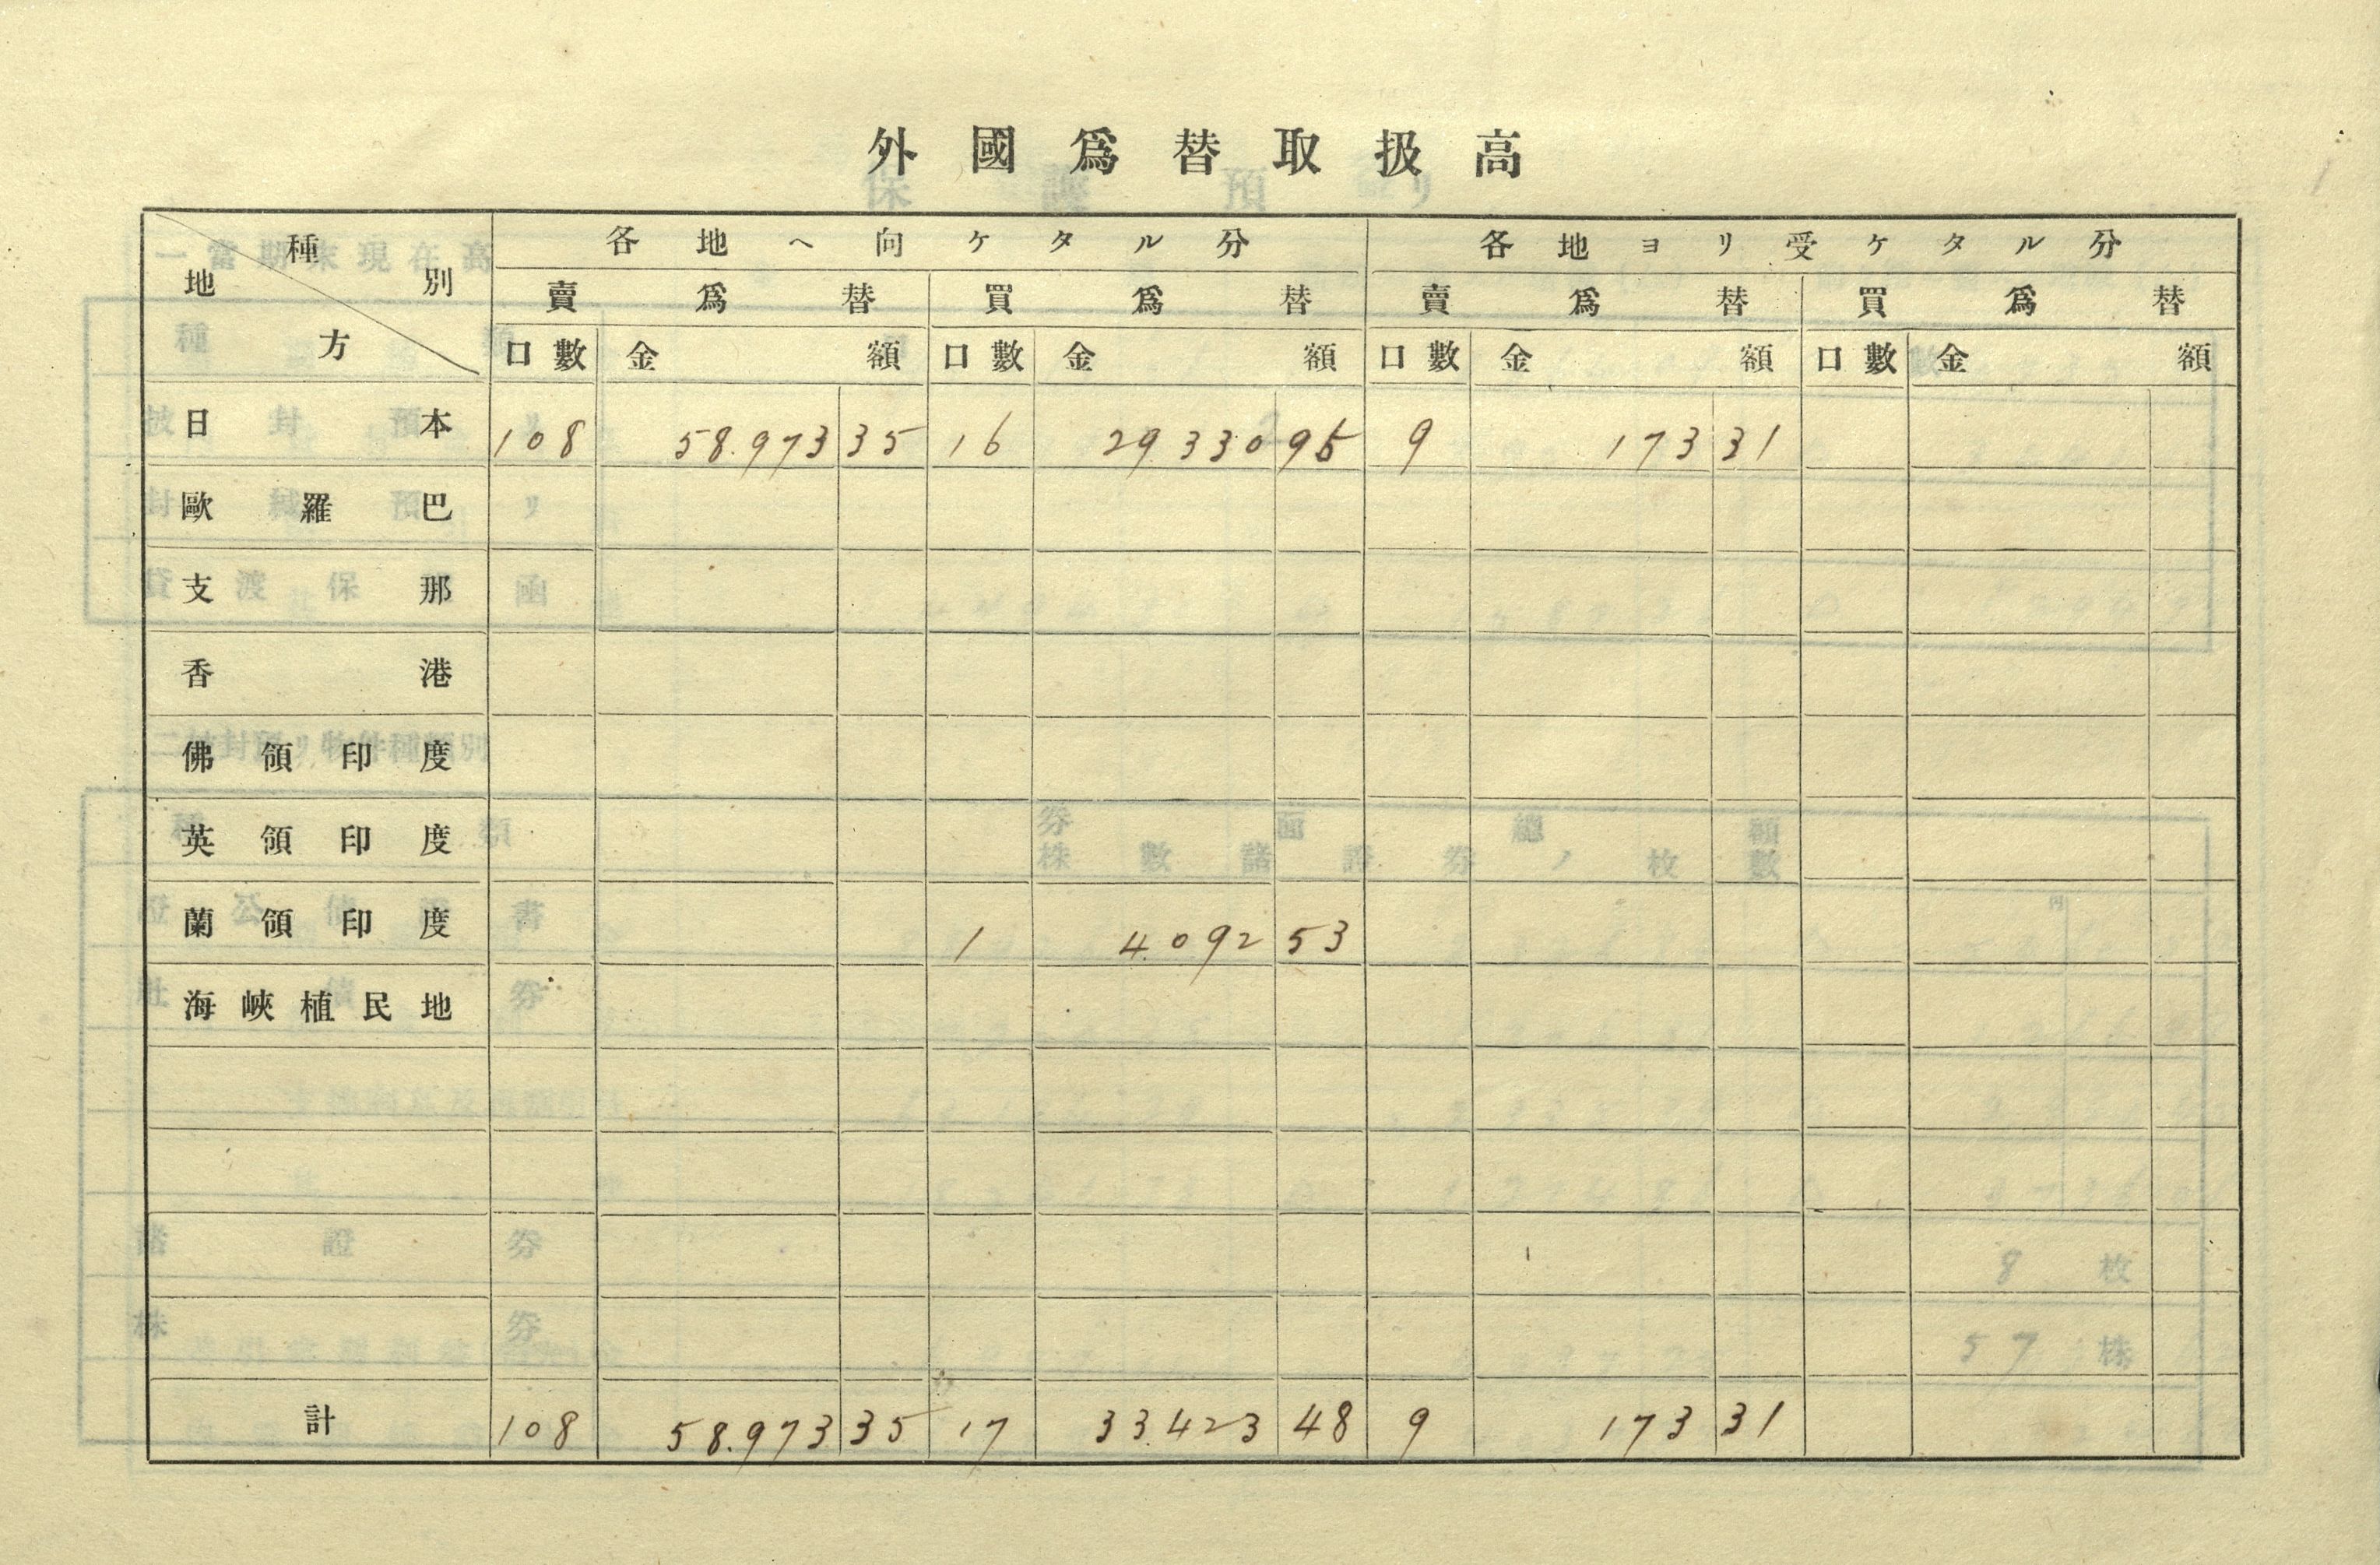 外國爲替取扱高
種別 地方 各地ヘ向ケタル分 各地ヨリ受ケタル分
賣爲替 買爲替 賣爲替 買爲替
口數 金額 口數 金額 口數 金額 口數 金額
日本 108 58.973 35 16 29330 95 9 173 31
歐羅巴
支那
香港
佛領印度
英領印度
蘭領印度 1 4.092 53
海峽植民地
計 108 58.973 35 17 33.423 48 9 173 31